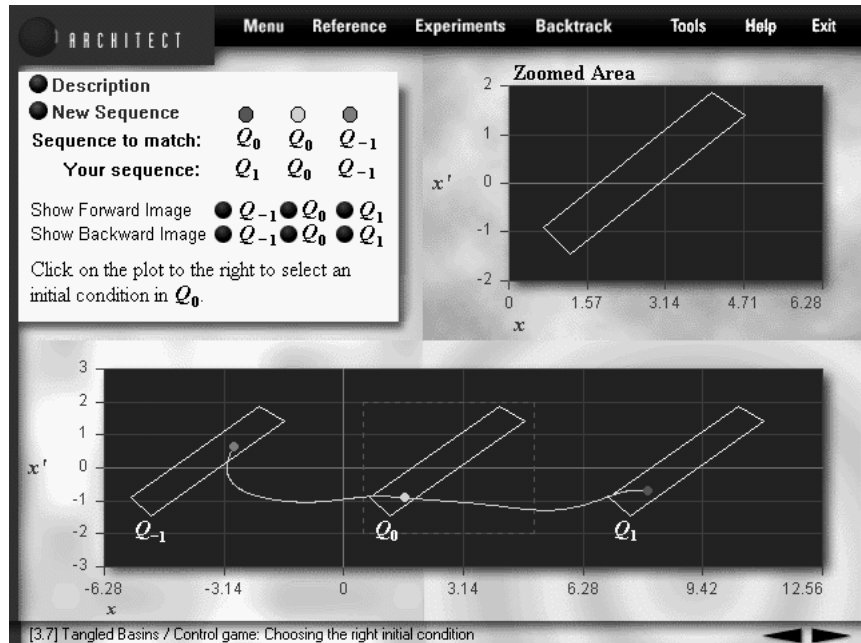 ARCHITECT
Menu Reference Experiments Backtrack Tools Help Exit
Description
New Sequence
Sequence to match: Q0 Q0 Q-1
Your sequence: Q1 Q0 Q-1
Show Forward Image Q-1 Q0 Q1
Show Backward Image Q-1 Q0 Q1
Click on the plot to the right to select an
initial condition in Q0.
Zoomed Area
2
1
x' 0
-1
-2
0 1.57 3.14 4.71 6.28
x
3
2
1
x' 0
-1
-2
-3
Q-1 Q0 Q1
-6.28 -3.14 0 3.14 6.28 9.42 12.56
x
[3.7] Tangled Basins / Control game: Choosing the right initial condition